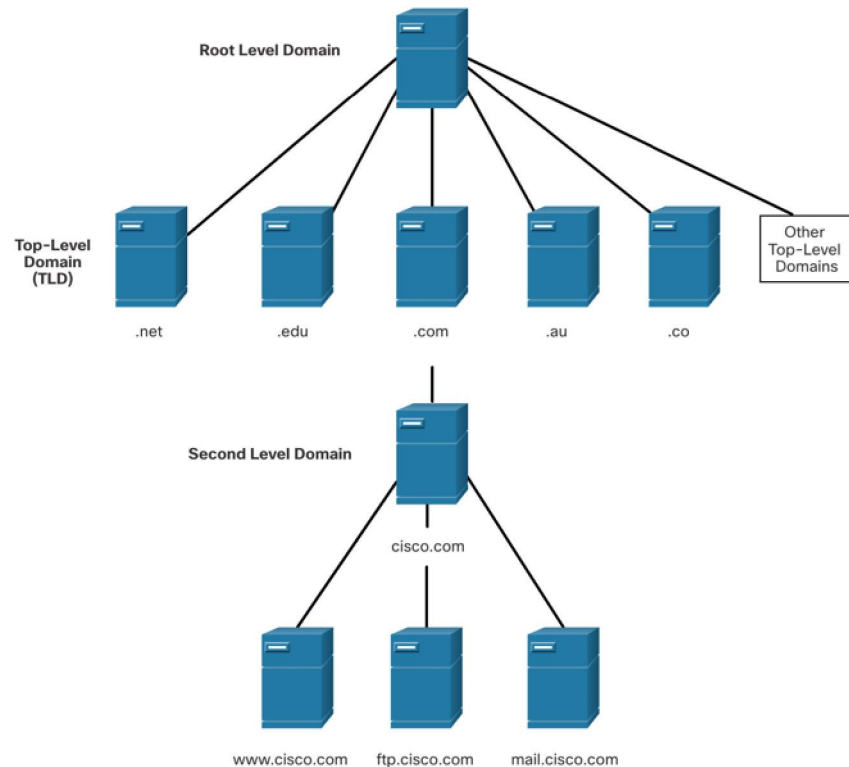 Root Level Domain
Top-Level
Domain
(TLD)
Other
Top-Level
Domains
.net
.edu
.com
.au
.co
Second Level Domain
cisco.com
www.cisco.com
ftp.cisco.com
mail.cisco.com